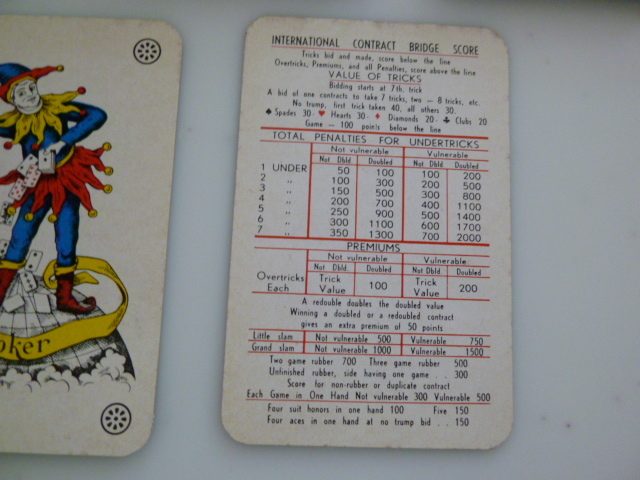 oker
INTERNATIONAL CONTRACT BRIDGE SCORE
Tricks bid and made, score below the line
Overtricks, Premiums, and all Penalties, score above the line
VALUE OF TRICKS
Bidding starts at 7th. trick
A bid of one contracts to take 7 tricks, two — 8 tricks, etc.
No trump, first trick taken 40, all others 30.
♠ Spades 30 · ♥ Hearts 30 · ♦ Diamonds 20 · ♣ Clubs 20
Game — 100 points below the line
TOTAL PENALTIES FOR UNDERTRICKS
Not vulnerable Vulnerable
Not Dbld. Doubled Not Dbld. Doubled
1 UNDER 50 100 100 200
2 " 100 300 200 500
3 " 150 500 300 800
4 " 200 700 400 1100
5 " 250 900 500 1400
6 " 300 1100 600 1700
7 " 350 1300 700 2000
PREMIUMS
Not vulnerable Vulnerable
Not Dbld. Doubled Not Dbld. Doubled
Overtricks Each Trick Value 100 Trick Value 200
A redouble doubles the doubled value
Winning a doubled or a redoubled contract
gives an extra premium of 50 points
Little slam Not vulnerable 500 Vulnerable 750
Grand slam Not vulnerable 1000 Vulnerable 1500
Two game rubber 700 Three game rubber 500
Unfinished rubber, side having one game . . 300
Score for non-rubber or duplicate contract
Each Game in One Hand Not vulnerable 300 Vulnerable 500
Four suit honors in one hand 100 Five 150
Four aces in one hand at no trump bid . . 150